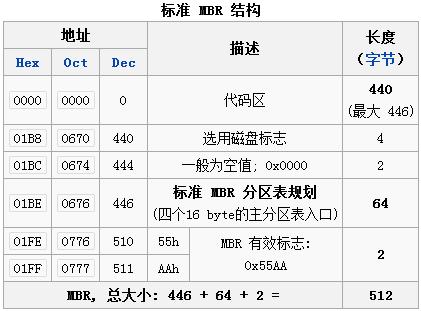 标准 MBR 结构
地址 描述 长度
(字节)
Hex Oct Dec
0000 0000 0 代码区 440
(最大 446)
01B8 0670 440 选用磁盘标志 4
01BC 0674 444 一般为空值; 0x0000 2
01BE 0676 446 标准 MBR 分区表规划
(四个16 byte的主分区表入口) 64
01FE 0776 510 55h MBR 有效标志:
0x55AA 2
01FF 0777 511 AAh
MBR, 总大小: 446 + 64 + 2 = 512